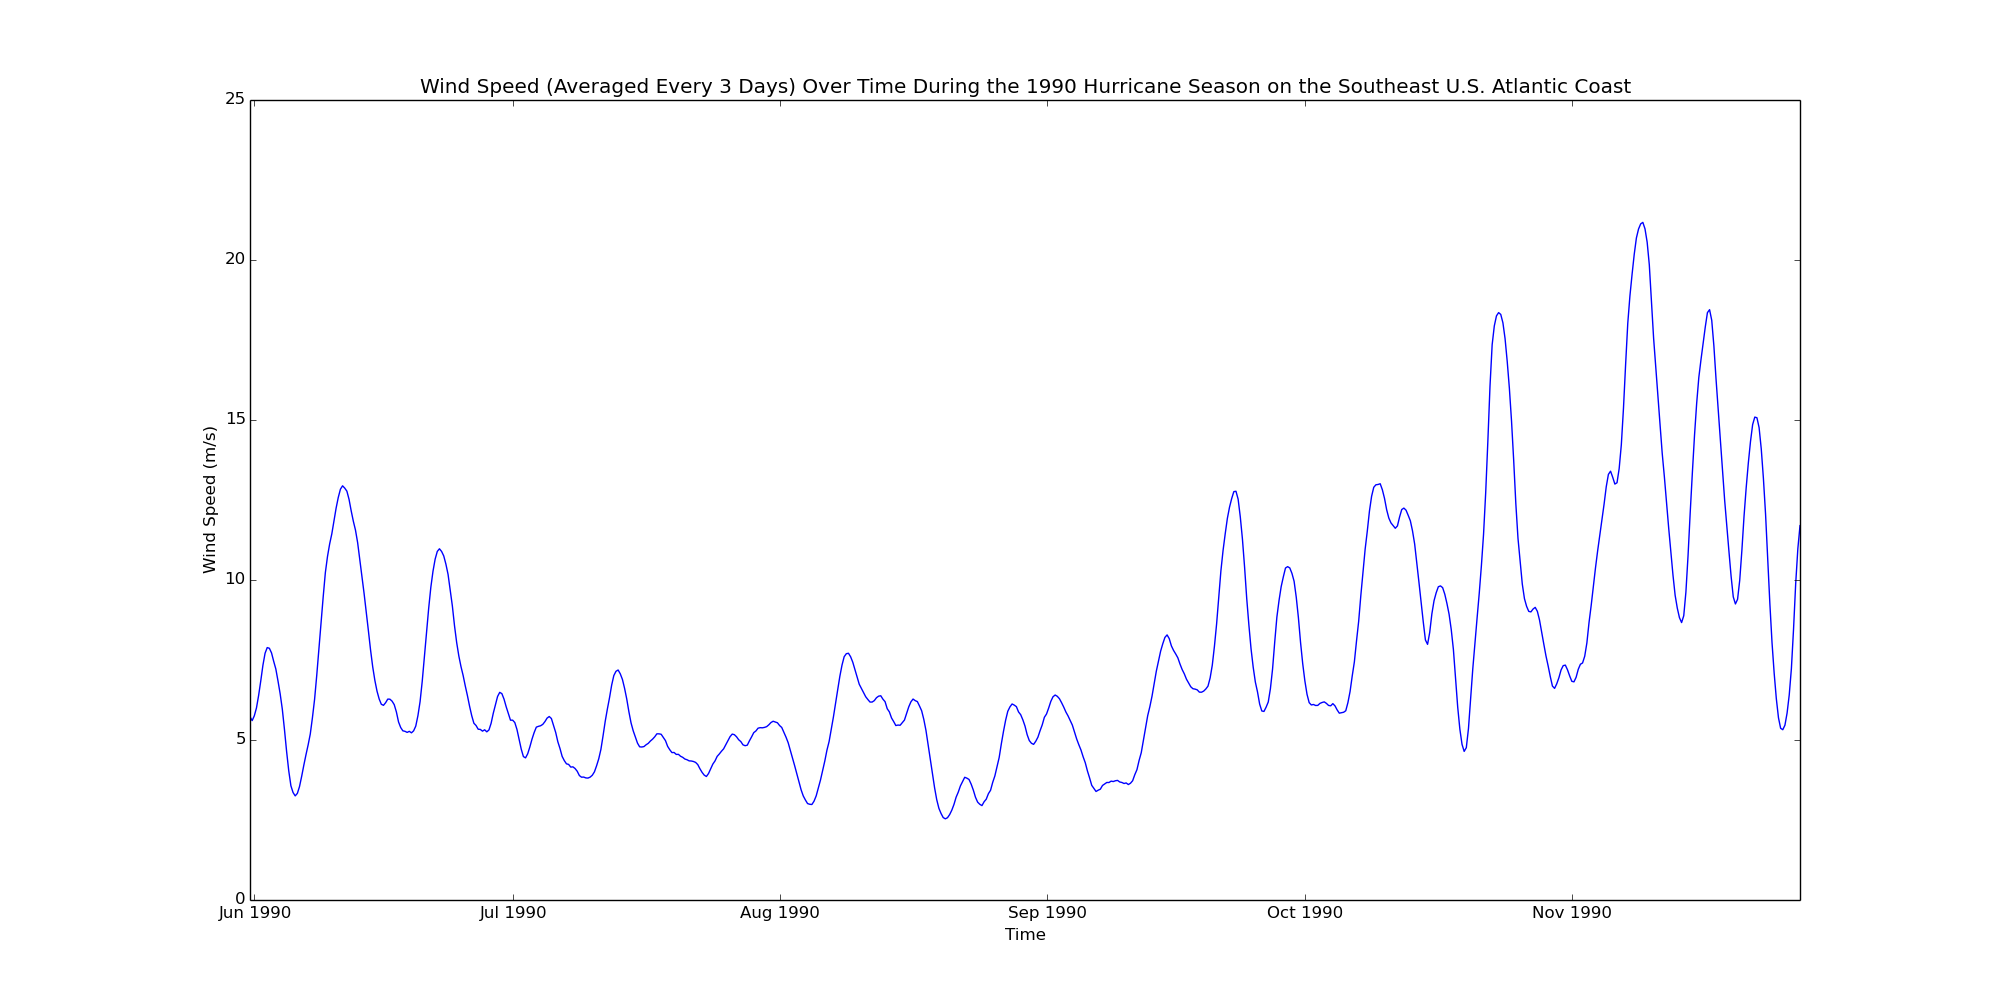 Wind Speed (Averaged Every 3 Days) Over Time During the 1990 Hurricane Season on the Southeast U.S. Atlantic Coast
25
20
15
10
5
0
Wind Speed (m/s)
Jun 1990 Jul 1990 Aug 1990 Sep 1990 Oct 1990 Nov 1990
Time